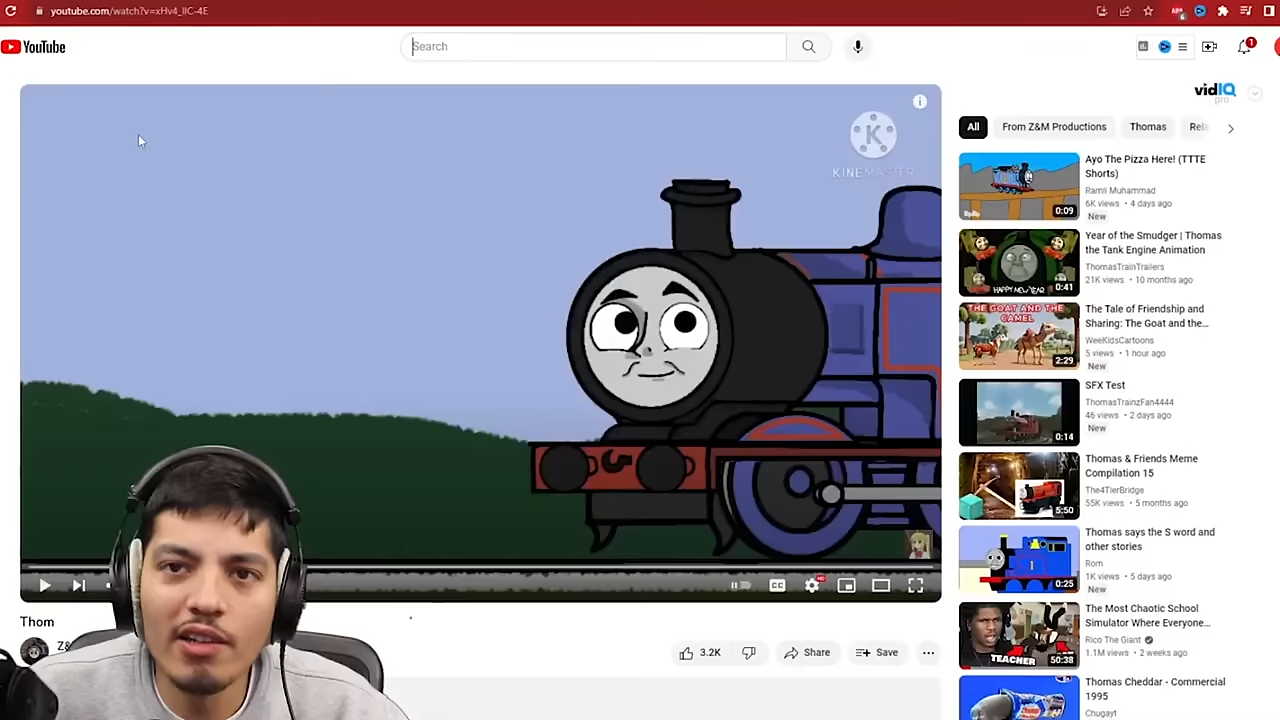 youtube.com/watch?v=xHv4_lIC-4E
YouTube
Search
1
vidIQ
pro
All
From Z&M Productions
Thomas
Rela
K
KINEMASTER
Ayo The Pizza Here! (TTTE
Shorts)
Ramli Muhammad
6K views • 4 days ago
New
0:09
Year of the Smudger | Thomas
the Tank Engine Animation
ThomasTrainTrailers
21K views • 10 months ago
HAPPY NEW YEAR
0:41
THE GOAT AND THE
CAMEL
The Tale of Friendship and
Sharing: The Goat and the...
WeeKidsCartoons
5 views • 1 hour ago
New
2:29
SFX Test
ThomasTrainzFan4444
46 views • 2 days ago
New
0:14
Thomas & Friends Meme
Compilation 15
The4TierBridge
55K views • 5 months ago
5:50
Thomas says the S word and
other stories
Rom
1K views • 5 days ago
New
0:25
The Most Chaotic School
Simulator Where Everyone...
Rico The Giant
1.1M views • 2 weeks ago
TEACHER
50:38
Thomas Cheddar - Commercial
1995
Chugayt
5
CC
HD
Thom
Z&
3.2K
Share
Save